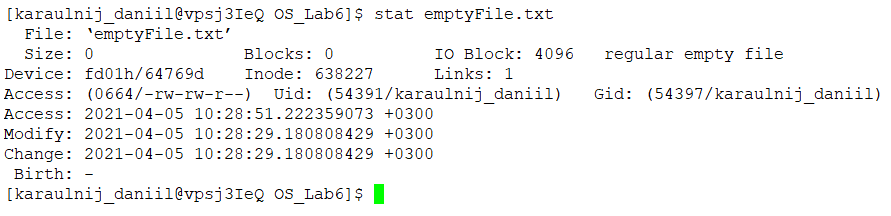 [karaulnij_daniil@vpsj3IeQ OS_Lab6]$ stat emptyFile.txt
  File: ‘emptyFile.txt’
  Size: 0               Blocks: 0          IO Block: 4096   regular empty file
Device: fd01h/64769d    Inode: 638227      Links: 1
Access: (0664/-rw-rw-r--)  Uid: (54391/karaulnij_daniil)   Gid: (54397/karaulnij_daniil)
Access: 2021-04-05 10:28:51.222359073 +0300
Modify: 2021-04-05 10:28:29.180808429 +0300
Change: 2021-04-05 10:28:29.180808429 +0300
 Birth: -
[karaulnij_daniil@vpsj3IeQ OS_Lab6]$